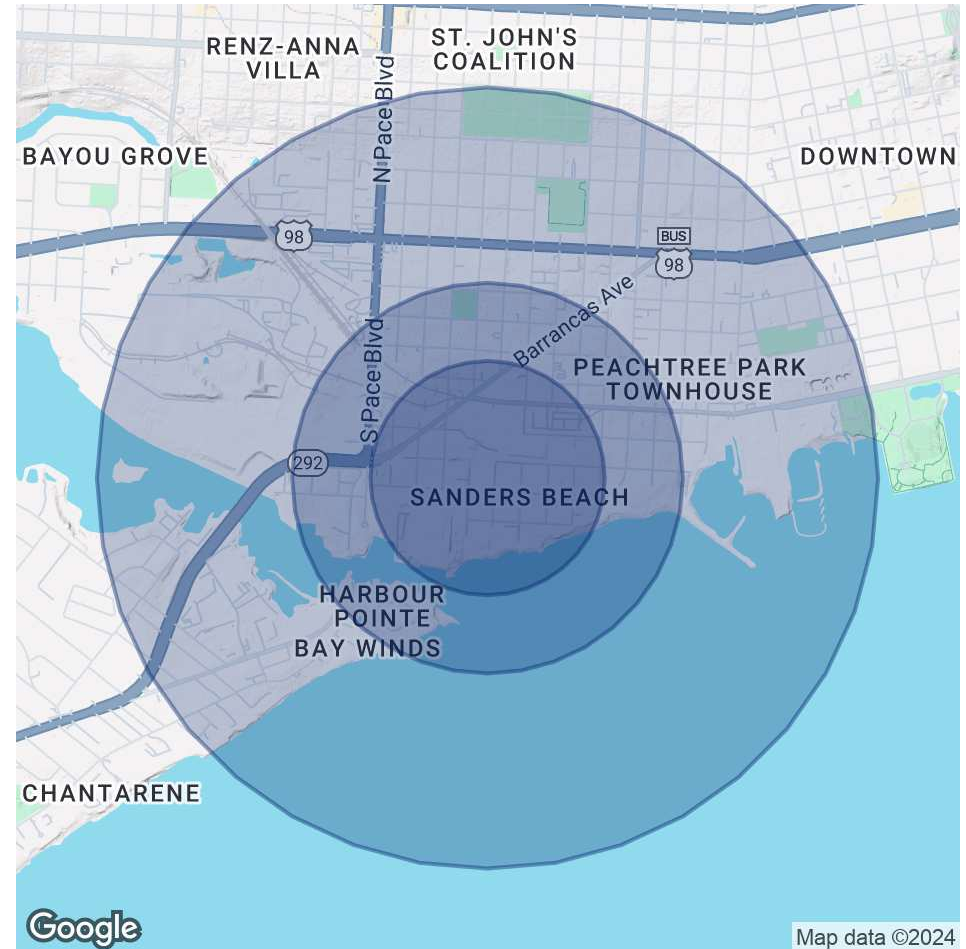 RENZ-ANNA
VILLA
ST. JOHN'S
COALITION
N Pace Blvd
BAYOU GROVE
DOWNTOWN
98
BUS
98
Barrancas Ave
S Pace Blvd
PEACHTREE PARK
TOWNHOUSE
292
SANDERS BEACH
HARBOUR
POINTE
BAY WINDS
CHANTARENE
Google
Map data ©2024